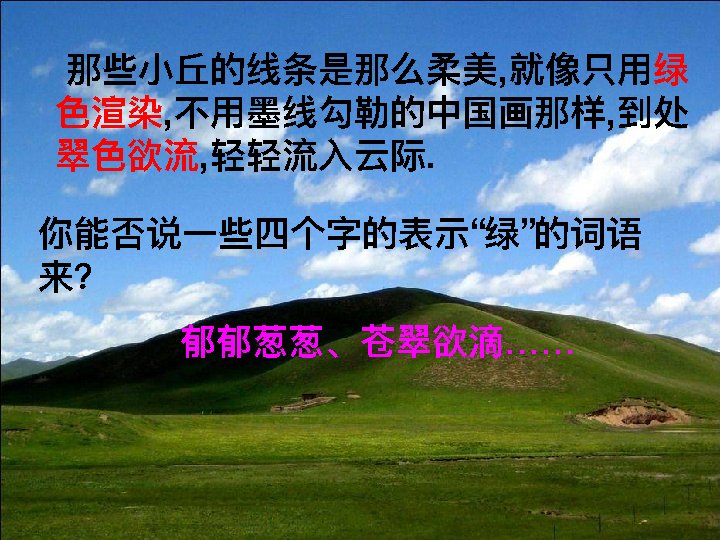 那些小丘的线条是那么柔美,就像只用绿
色渲染,不用墨线勾勒的中国画那样,到处
翠色欲流,轻轻流入云际.
你能否说一些四个字的表示“绿”的词语
来?
郁郁葱葱、苍翠欲滴……